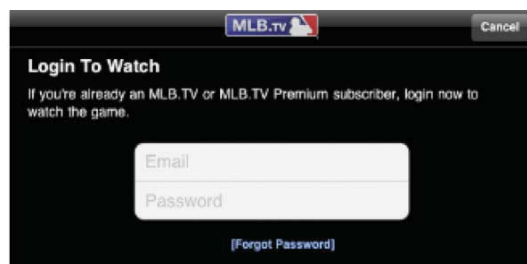 MLB.TV
Cancel
Login To Watch
If you're already an MLB.TV or MLB.TV Premium subscriber, login now to
watch the game.
Email
Password
[Forgot Password]